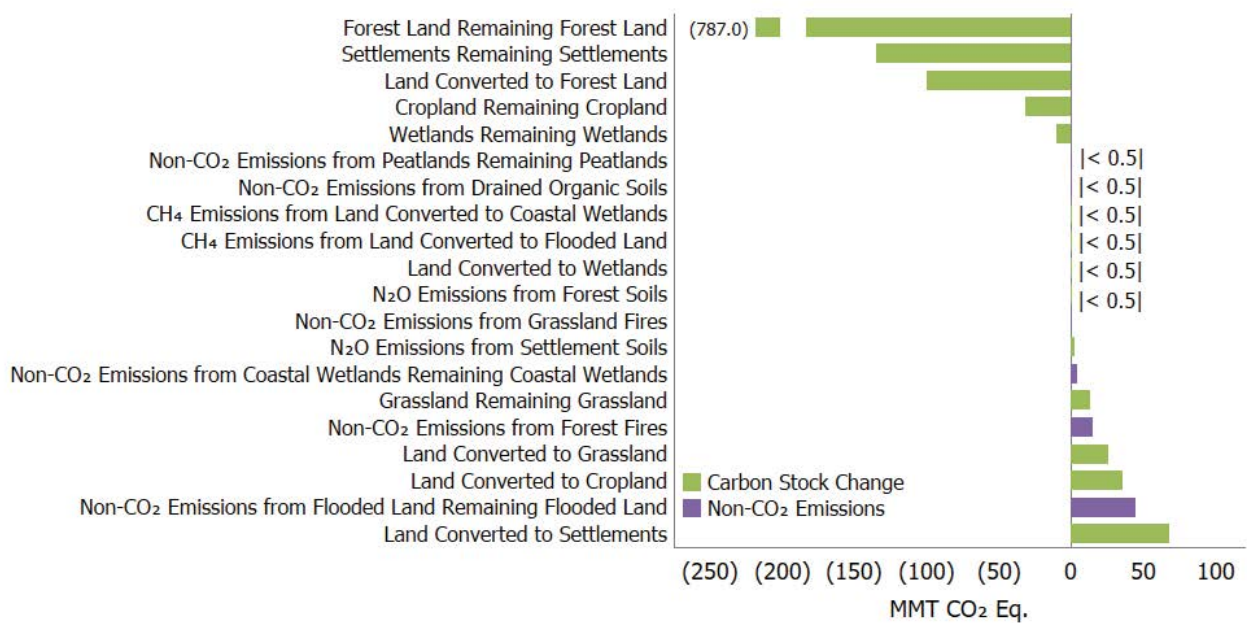 Forest Land Remaining Forest Land (787.0)
Settlements Remaining Settlements
Land Converted to Forest Land
Cropland Remaining Cropland
Wetlands Remaining Wetlands
Non-CO₂ Emissions from Peatlands Remaining Peatlands |< 0.5|
Non-CO₂ Emissions from Drained Organic Soils |< 0.5|
CH₄ Emissions from Land Converted to Coastal Wetlands |< 0.5|
CH₄ Emissions from Land Converted to Flooded Land |< 0.5|
Land Converted to Wetlands |< 0.5|
N₂O Emissions from Forest Soils |< 0.5|
Non-CO₂ Emissions from Grassland Fires
N₂O Emissions from Settlement Soils
Non-CO₂ Emissions from Coastal Wetlands Remaining Coastal Wetlands
Grassland Remaining Grassland
Non-CO₂ Emissions from Forest Fires
Land Converted to Grassland
Land Converted to Cropland
Non-CO₂ Emissions from Flooded Land Remaining Flooded Land
Land Converted to Settlements
Carbon Stock Change
Non-CO₂ Emissions
(250) (200) (150) (100) (50) 0 50 100
MMT CO₂ Eq.